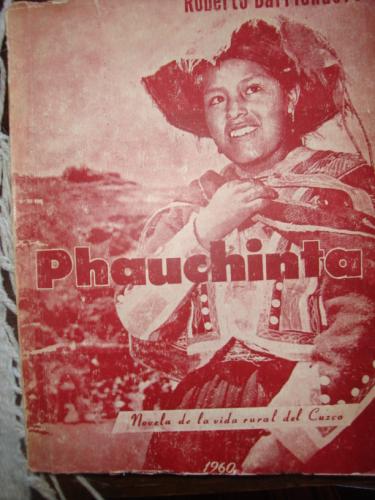 Roberto
Phauchinta
Novela de la vida rural del Cuzco
1960